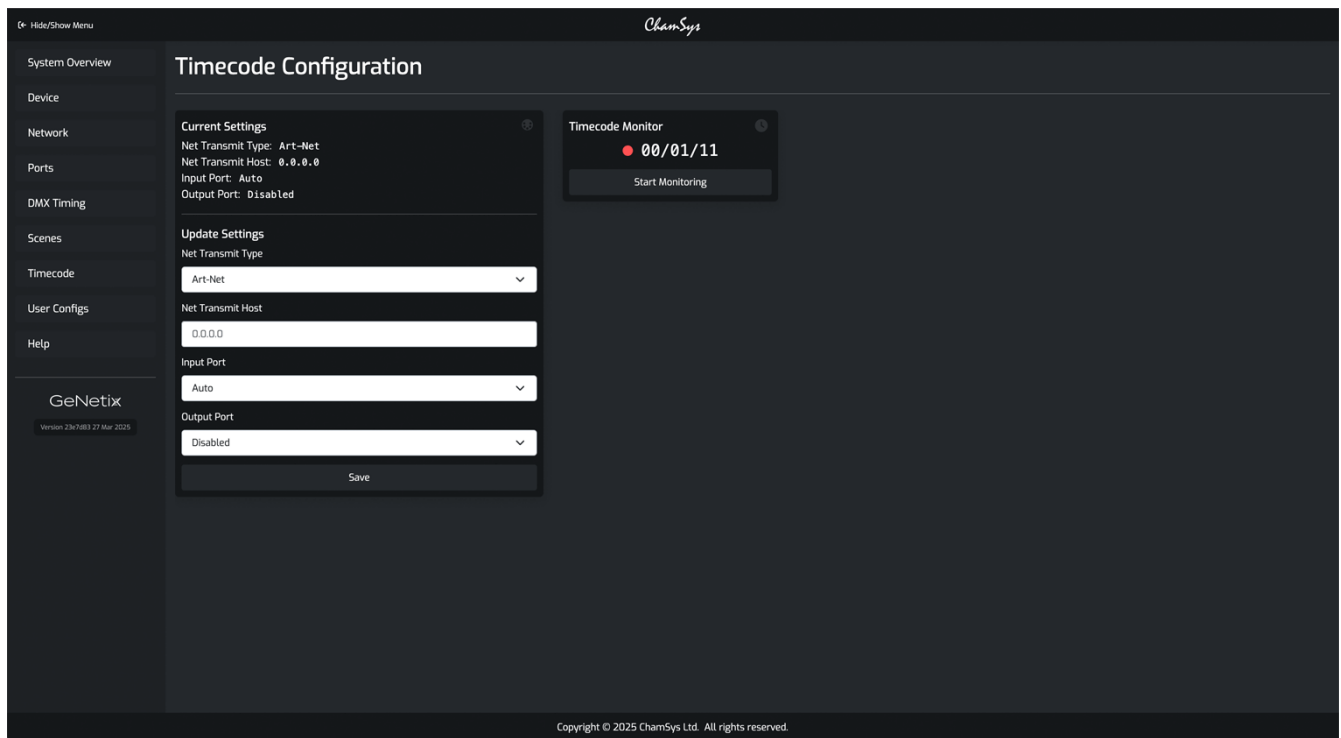 Hide/Show Menu
ChamSys
System Overview
Device
Network
Ports
DMX Timing
Scenes
Timecode
User Configs
Help
GeNetix
Version 23e7d83 27 Mar 2025
Timecode Configuration
Current Settings
Net Transmit Type: Art-Net
Net Transmit Host: 0.0.0.0
Input Port: Auto
Output Port: Disabled
Update Settings
Net Transmit Type
Art-Net
Net Transmit Host
0.0.0.0
Input Port
Auto
Output Port
Disabled
Save
Timecode Monitor
00/01/11
Start Monitoring
Copyright © 2025 ChamSys Ltd. All rights reserved.